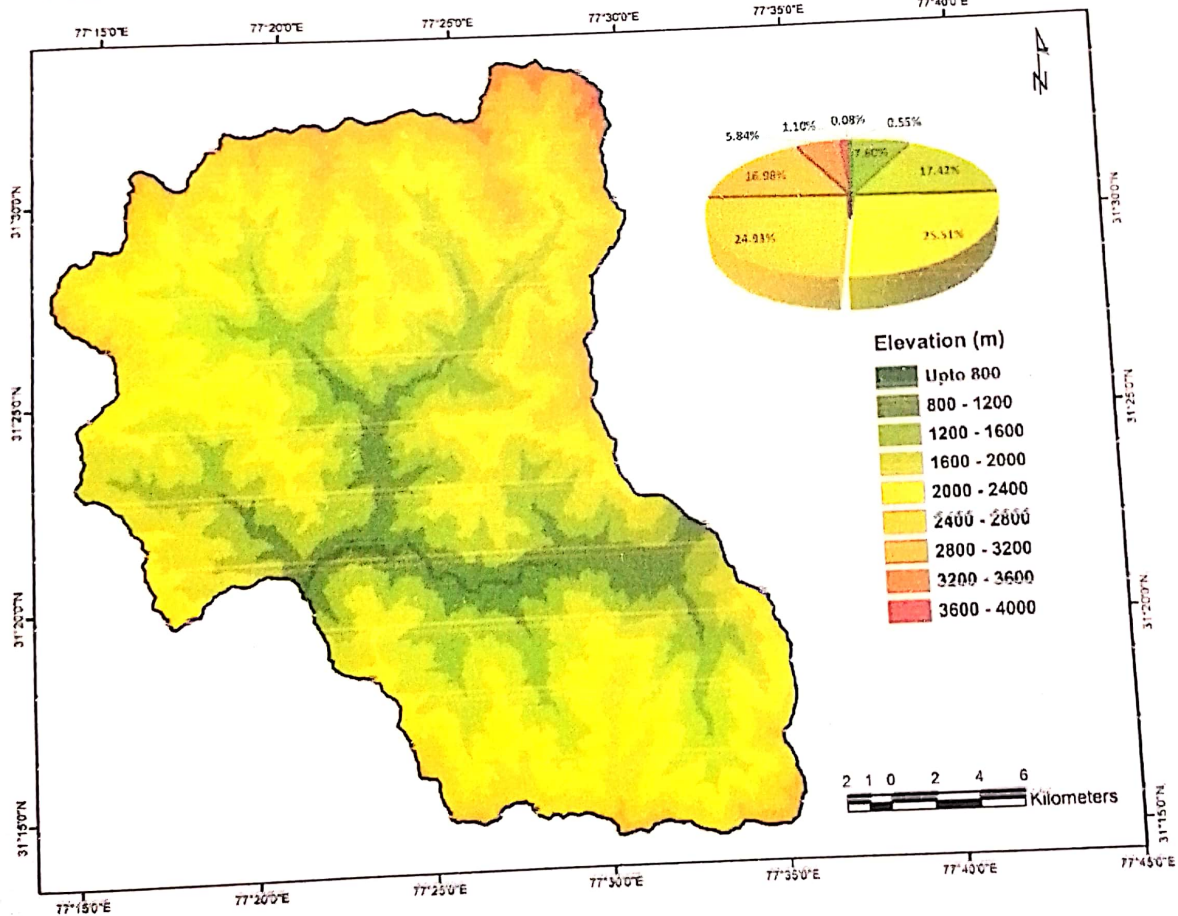 77°15'0"E 77°20'0"E 77°25'0"E 77°30'0"E 77°35'0"E 77°40'0"E
N
5.84% 1.10% 0.08% 0.55%
7.60%
16.98% 17.42%
24.93% 25.51%
31°30'0"N 31°30'0"N
Elevation (m)
Upto 800
800 - 1200
1200 - 1600
1600 - 2000
2000 - 2400
2400 - 2800
2800 - 3200
3200 - 3600
3600 - 4000
31°25'0"N 31°25'0"N
31°20'0"N 31°20'0"N
2 1 0 2 4 6
Kilometers
31°15'0"N 31°15'0"N
77°15'0"E 77°20'0"E 77°25'0"E 77°30'0"E 77°35'0"E 77°40'0"E 77°45'0"E